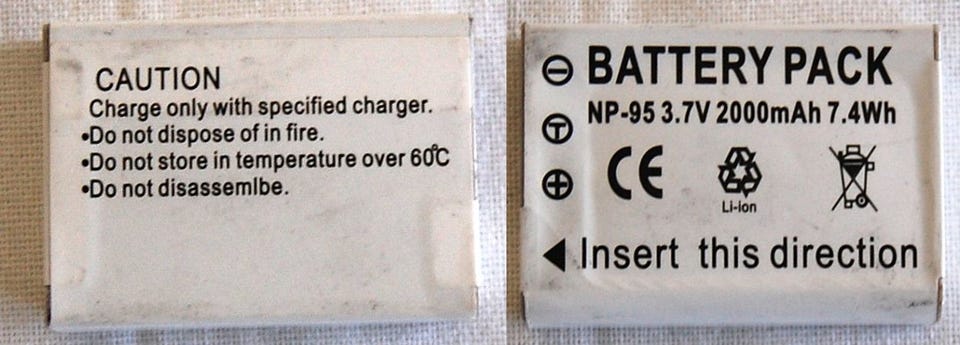 CAUTION
Charge only with specified charger.
•Do not dispose of in fire.
•Do not store in temperature over 60℃
•Do not disassemlbe.
⊖ BATTERY PACK
NP-95 3.7V 2000mAh 7.4Wh
T
⊕ CE
Li-ion
◀ Insert this direction